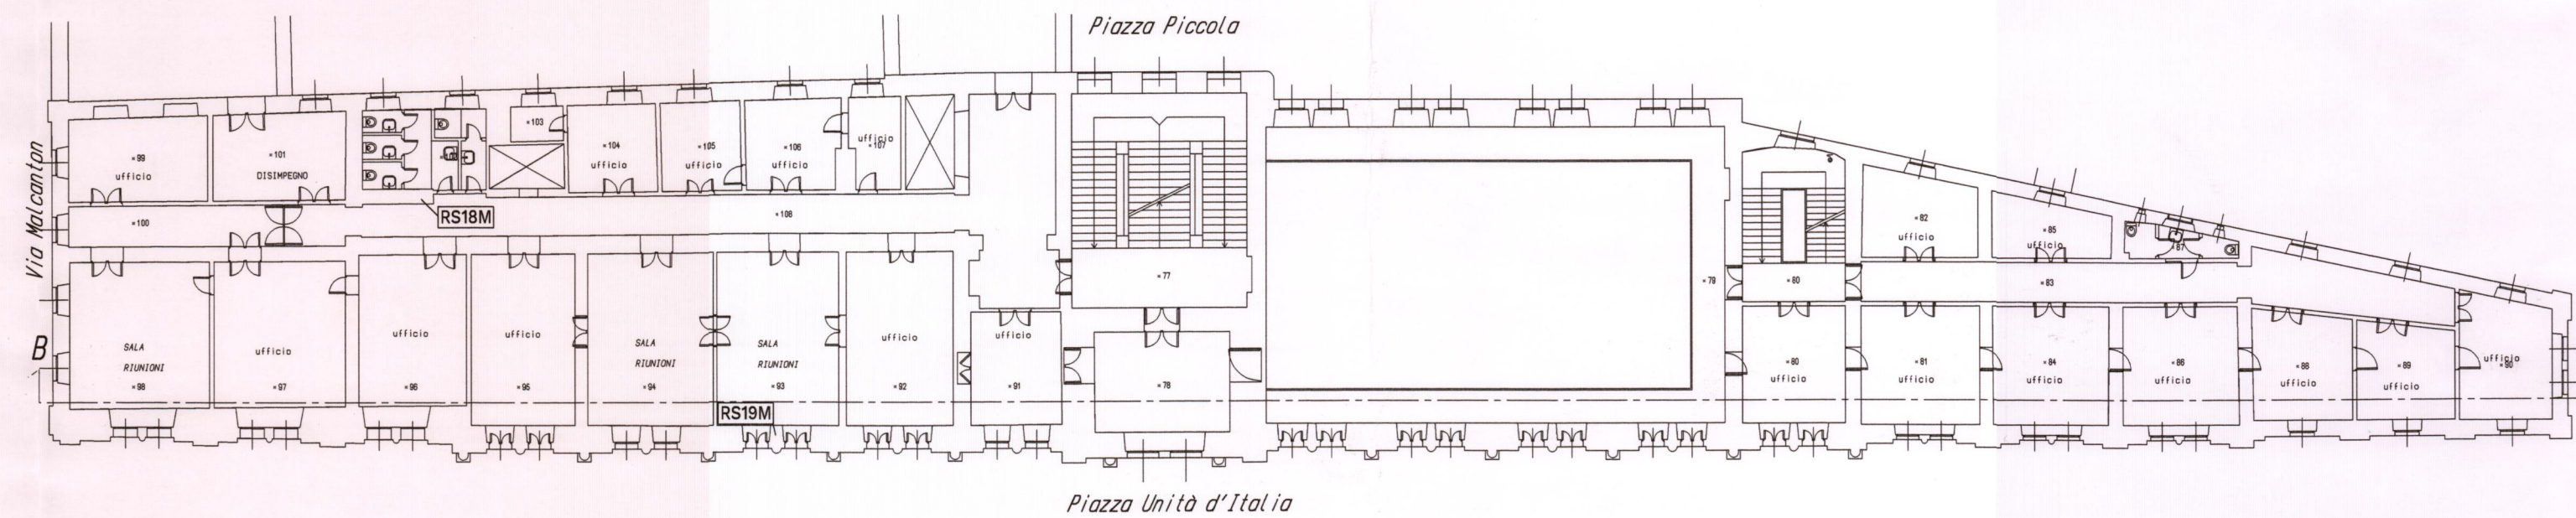 Piazza Piccola
Via Malcanton
99
ufficio
101
DISIMPEGNO
103
104
ufficio
105
ufficio
106
ufficio
ufficio
107
82
ufficio
85
ufficio
87
100
RS18M
108
77
79
80
83
B
SALA
RIUNIONI
98
ufficio
97
ufficio
96
ufficio
95
SALA
RIUNIONI
94
SALA
RIUNIONI
93
RS19M
ufficio
92
ufficio
91
78
80
ufficio
81
ufficio
84
ufficio
86
ufficio
88
ufficio
89
ufficio
ufficio
90
Piazza Unità d'Italia